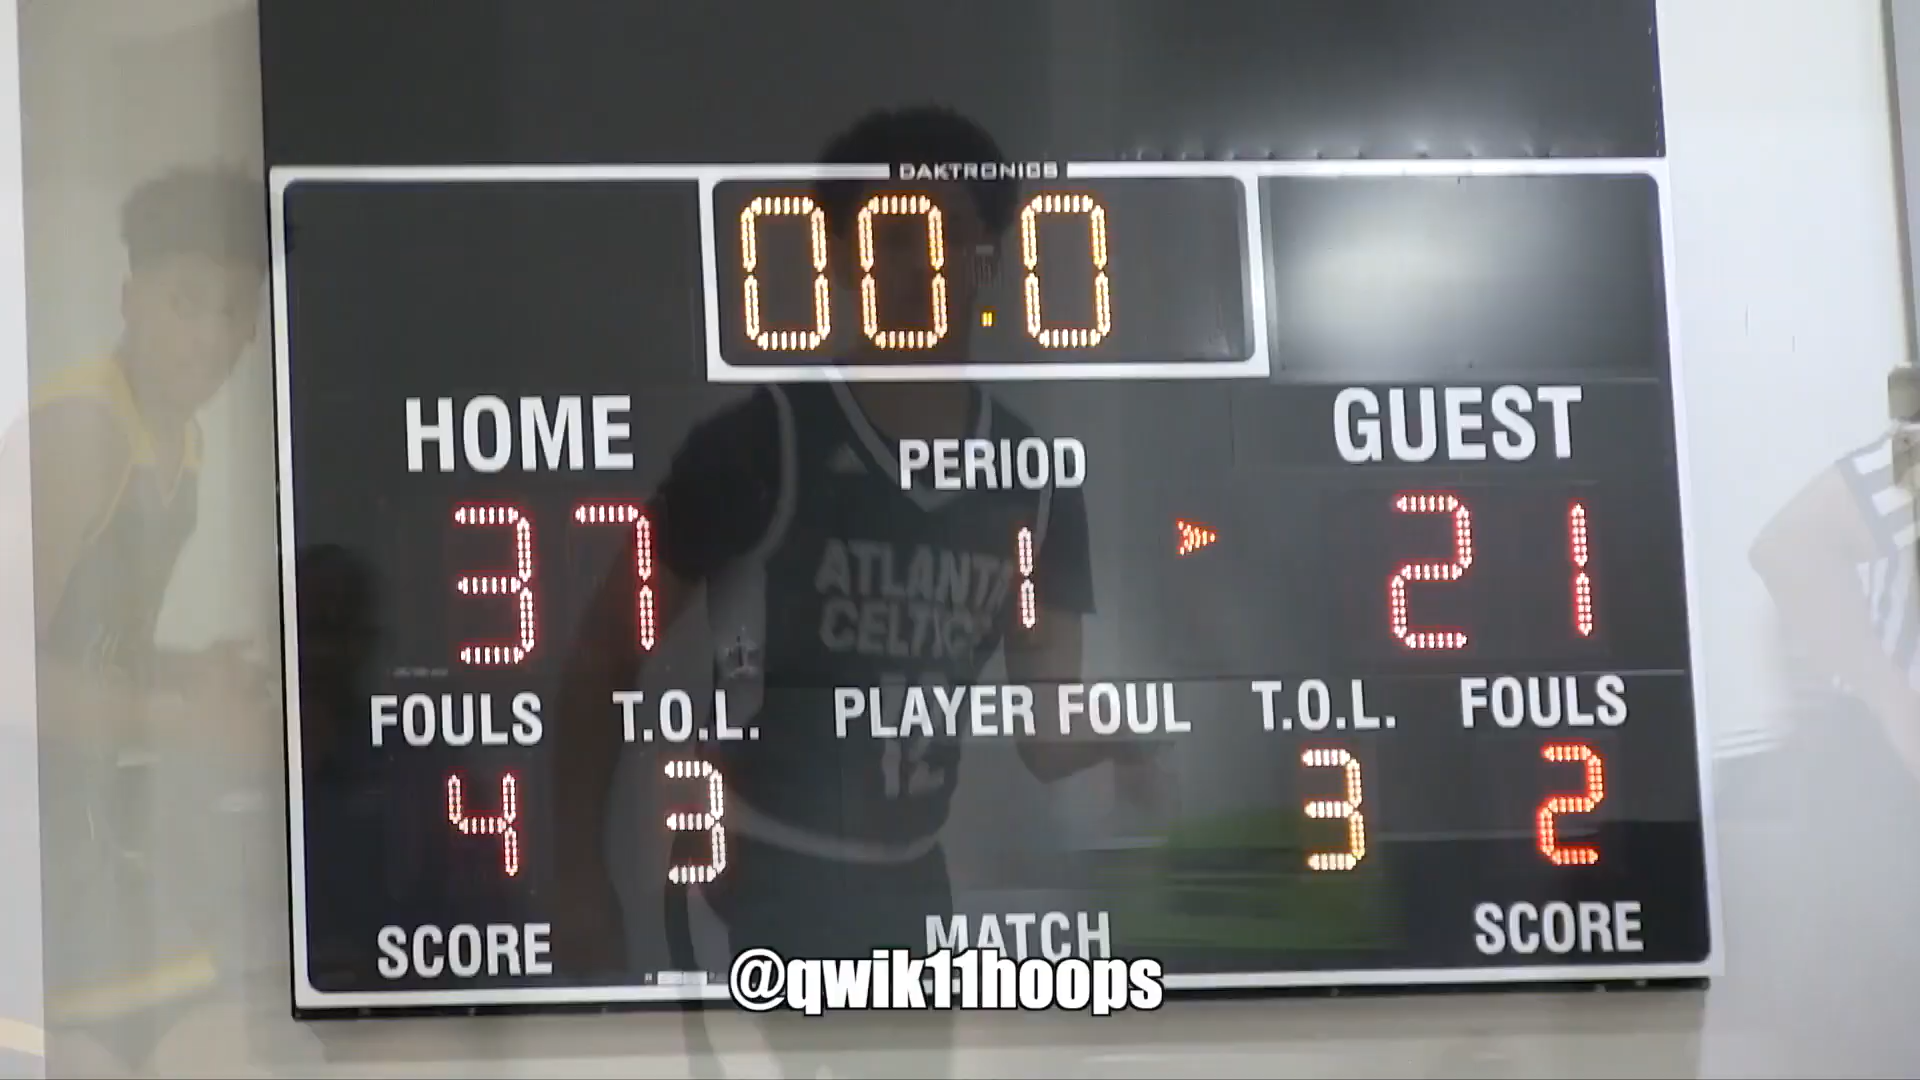 DAKTRONICS
00.0
HOME
PERIOD
GUEST
37
1
21
FOULS T.O.L. PLAYER FOUL T.O.L. FOULS
4 3 3 2
SCORE MATCH SCORE
ATLANTA
CELTICS
12
@qwik11hoops